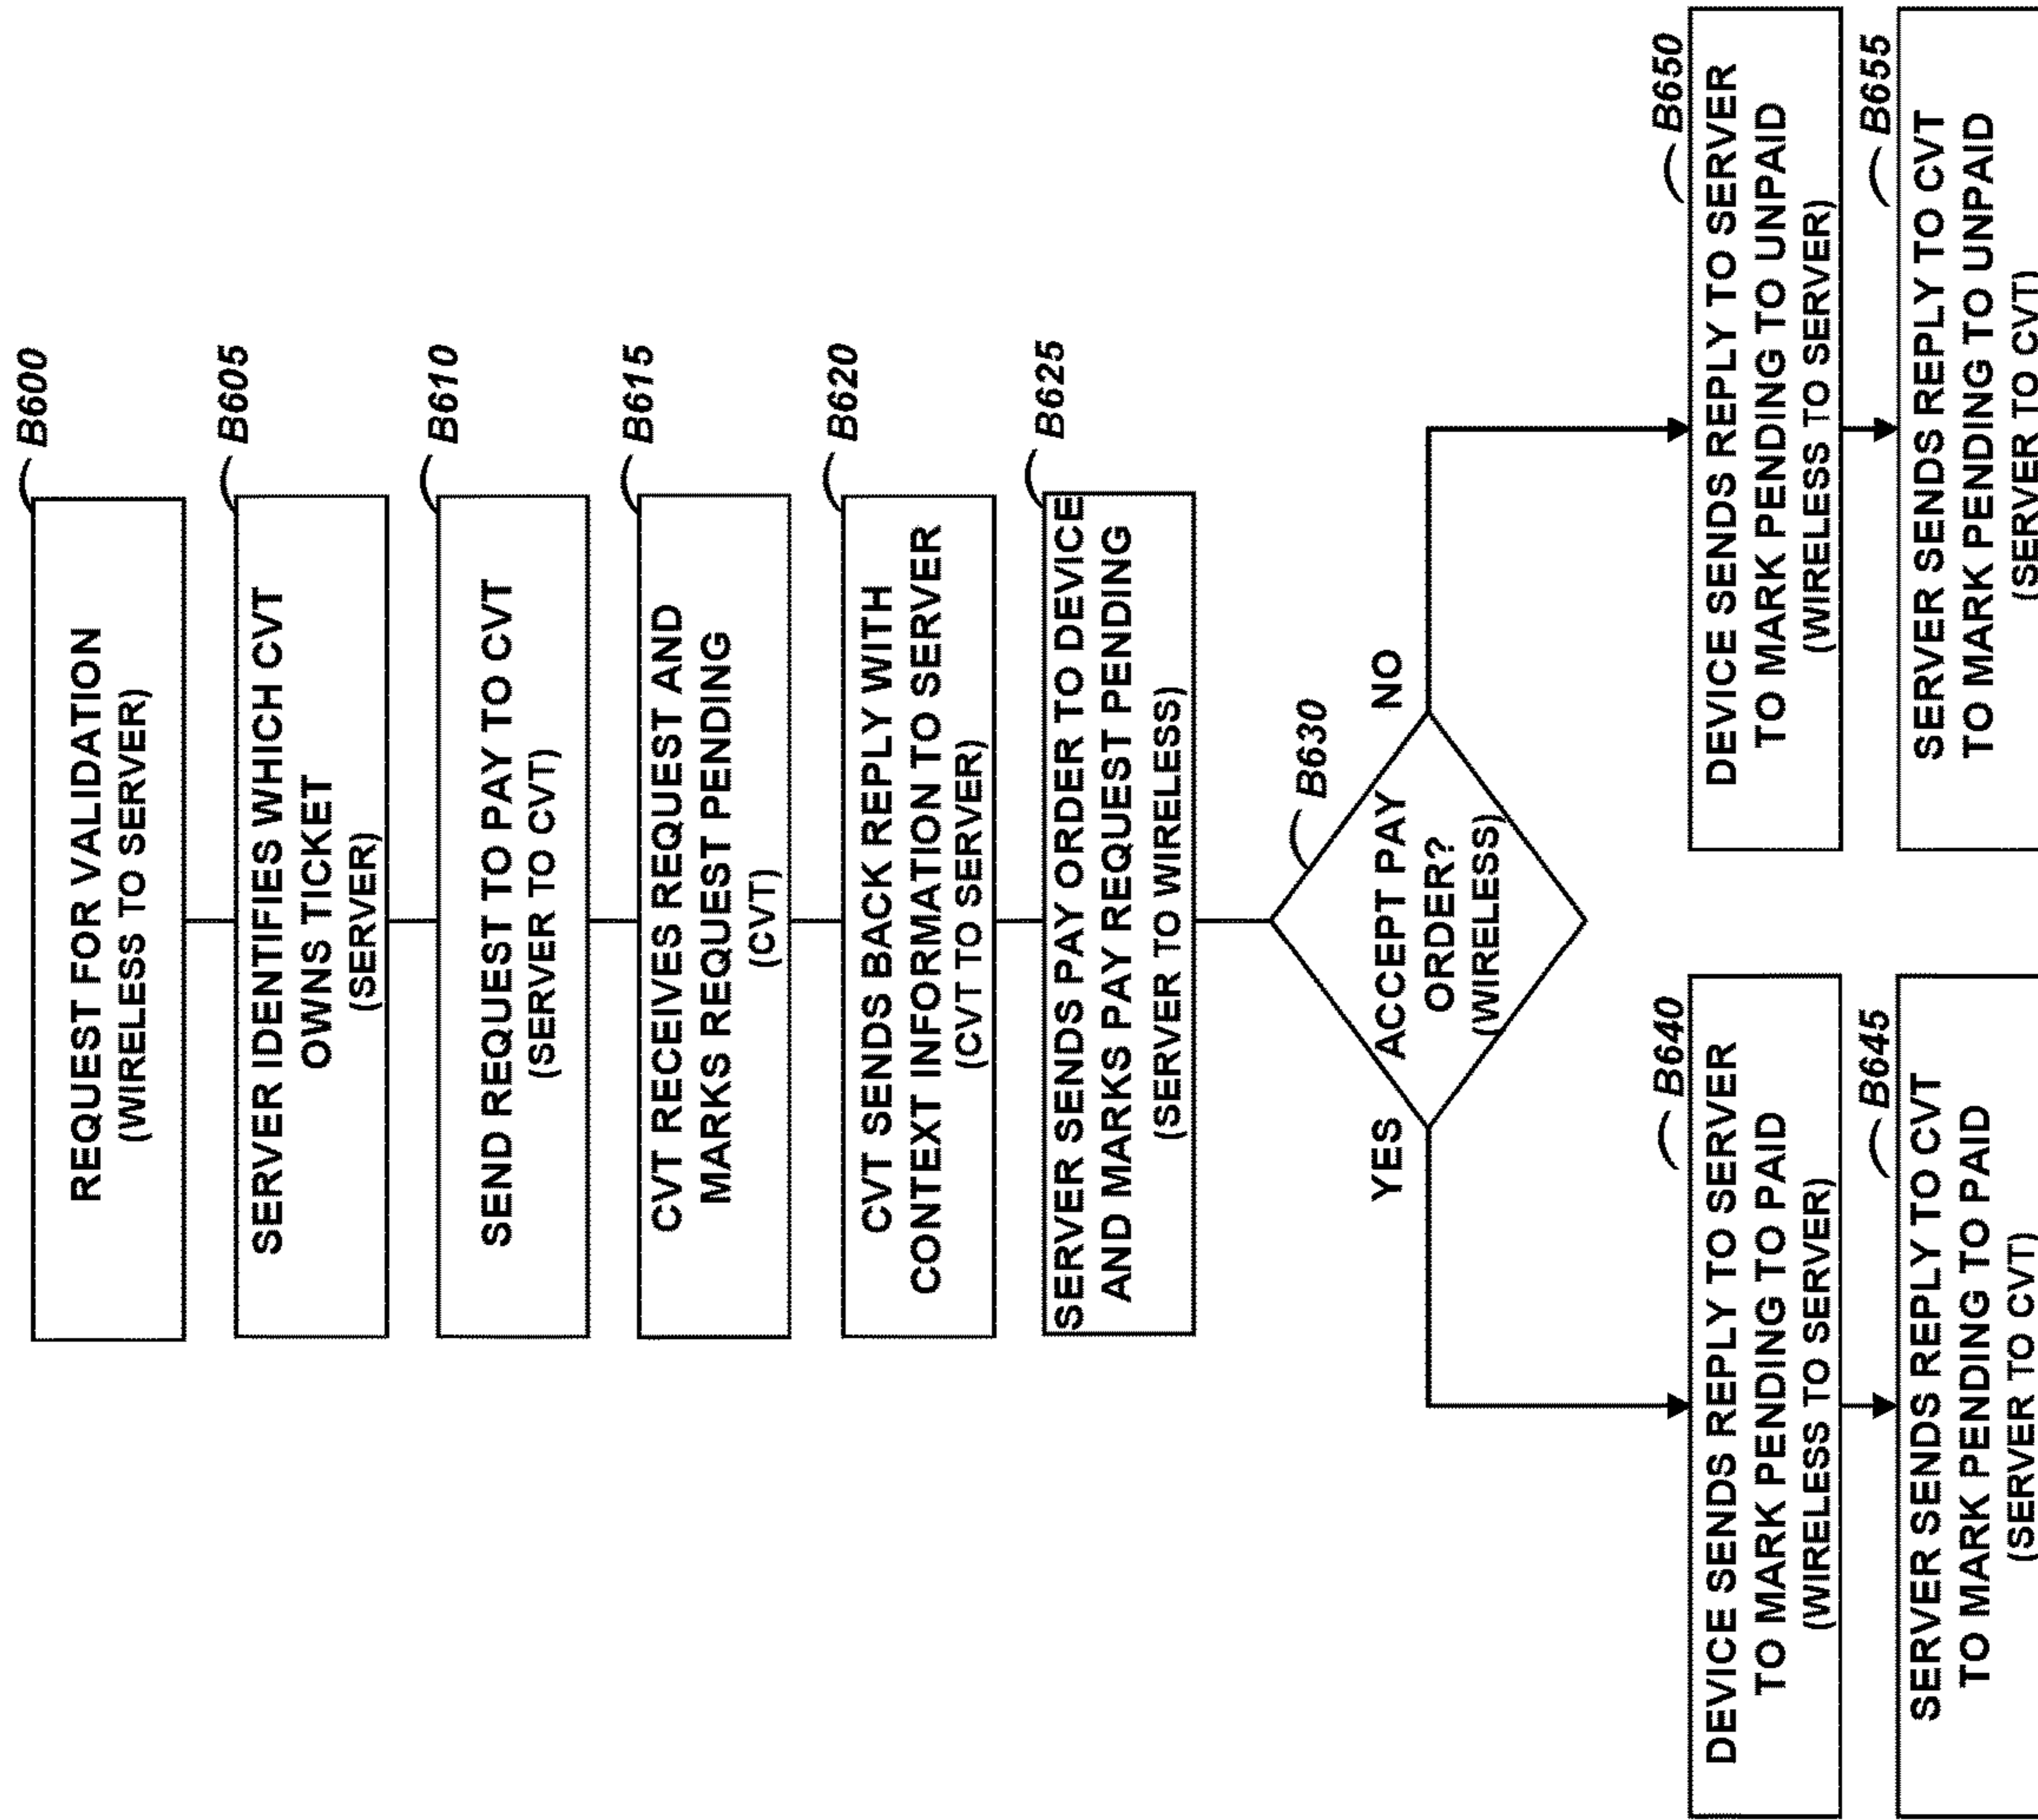 B600
REQUEST FOR VALIDATION
(WIRELESS TO SERVER)
B605
SERVER IDENTIFIES WHICH CVT
OWNS TICKET
(SERVER)
B610
SEND REQUEST TO PAY TO CVT
(SERVER TO CVT)
B615
CVT RECEIVES REQUEST AND
MARKS REQUEST PENDING
(CVT)
B620
CVT SENDS BACK REPLY WITH
CONTEXT INFORMATION TO SERVER
(CVT TO SERVER)
B625
SERVER SENDS PAY ORDER TO DEVICE
AND MARKS PAY REQUEST PENDING
(SERVER TO WIRELESS)
B630
YES
ACCEPT PAY
ORDER?
(WIRELESS)
NO
B640
DEVICE SENDS REPLY TO SERVER
TO MARK PENDING TO PAID
(WIRELESS TO SERVER)
B645
SERVER SENDS REPLY TO CVT
TO MARK PENDING TO PAID
(SERVER TO CVT)
B650
DEVICE SENDS REPLY TO SERVER
TO MARK PENDING TO UNPAID
(WIRELESS TO SERVER)
B655
SERVER SENDS REPLY TO CVT
TO MARK PENDING TO UNPAID
(SERVER TO CVT)